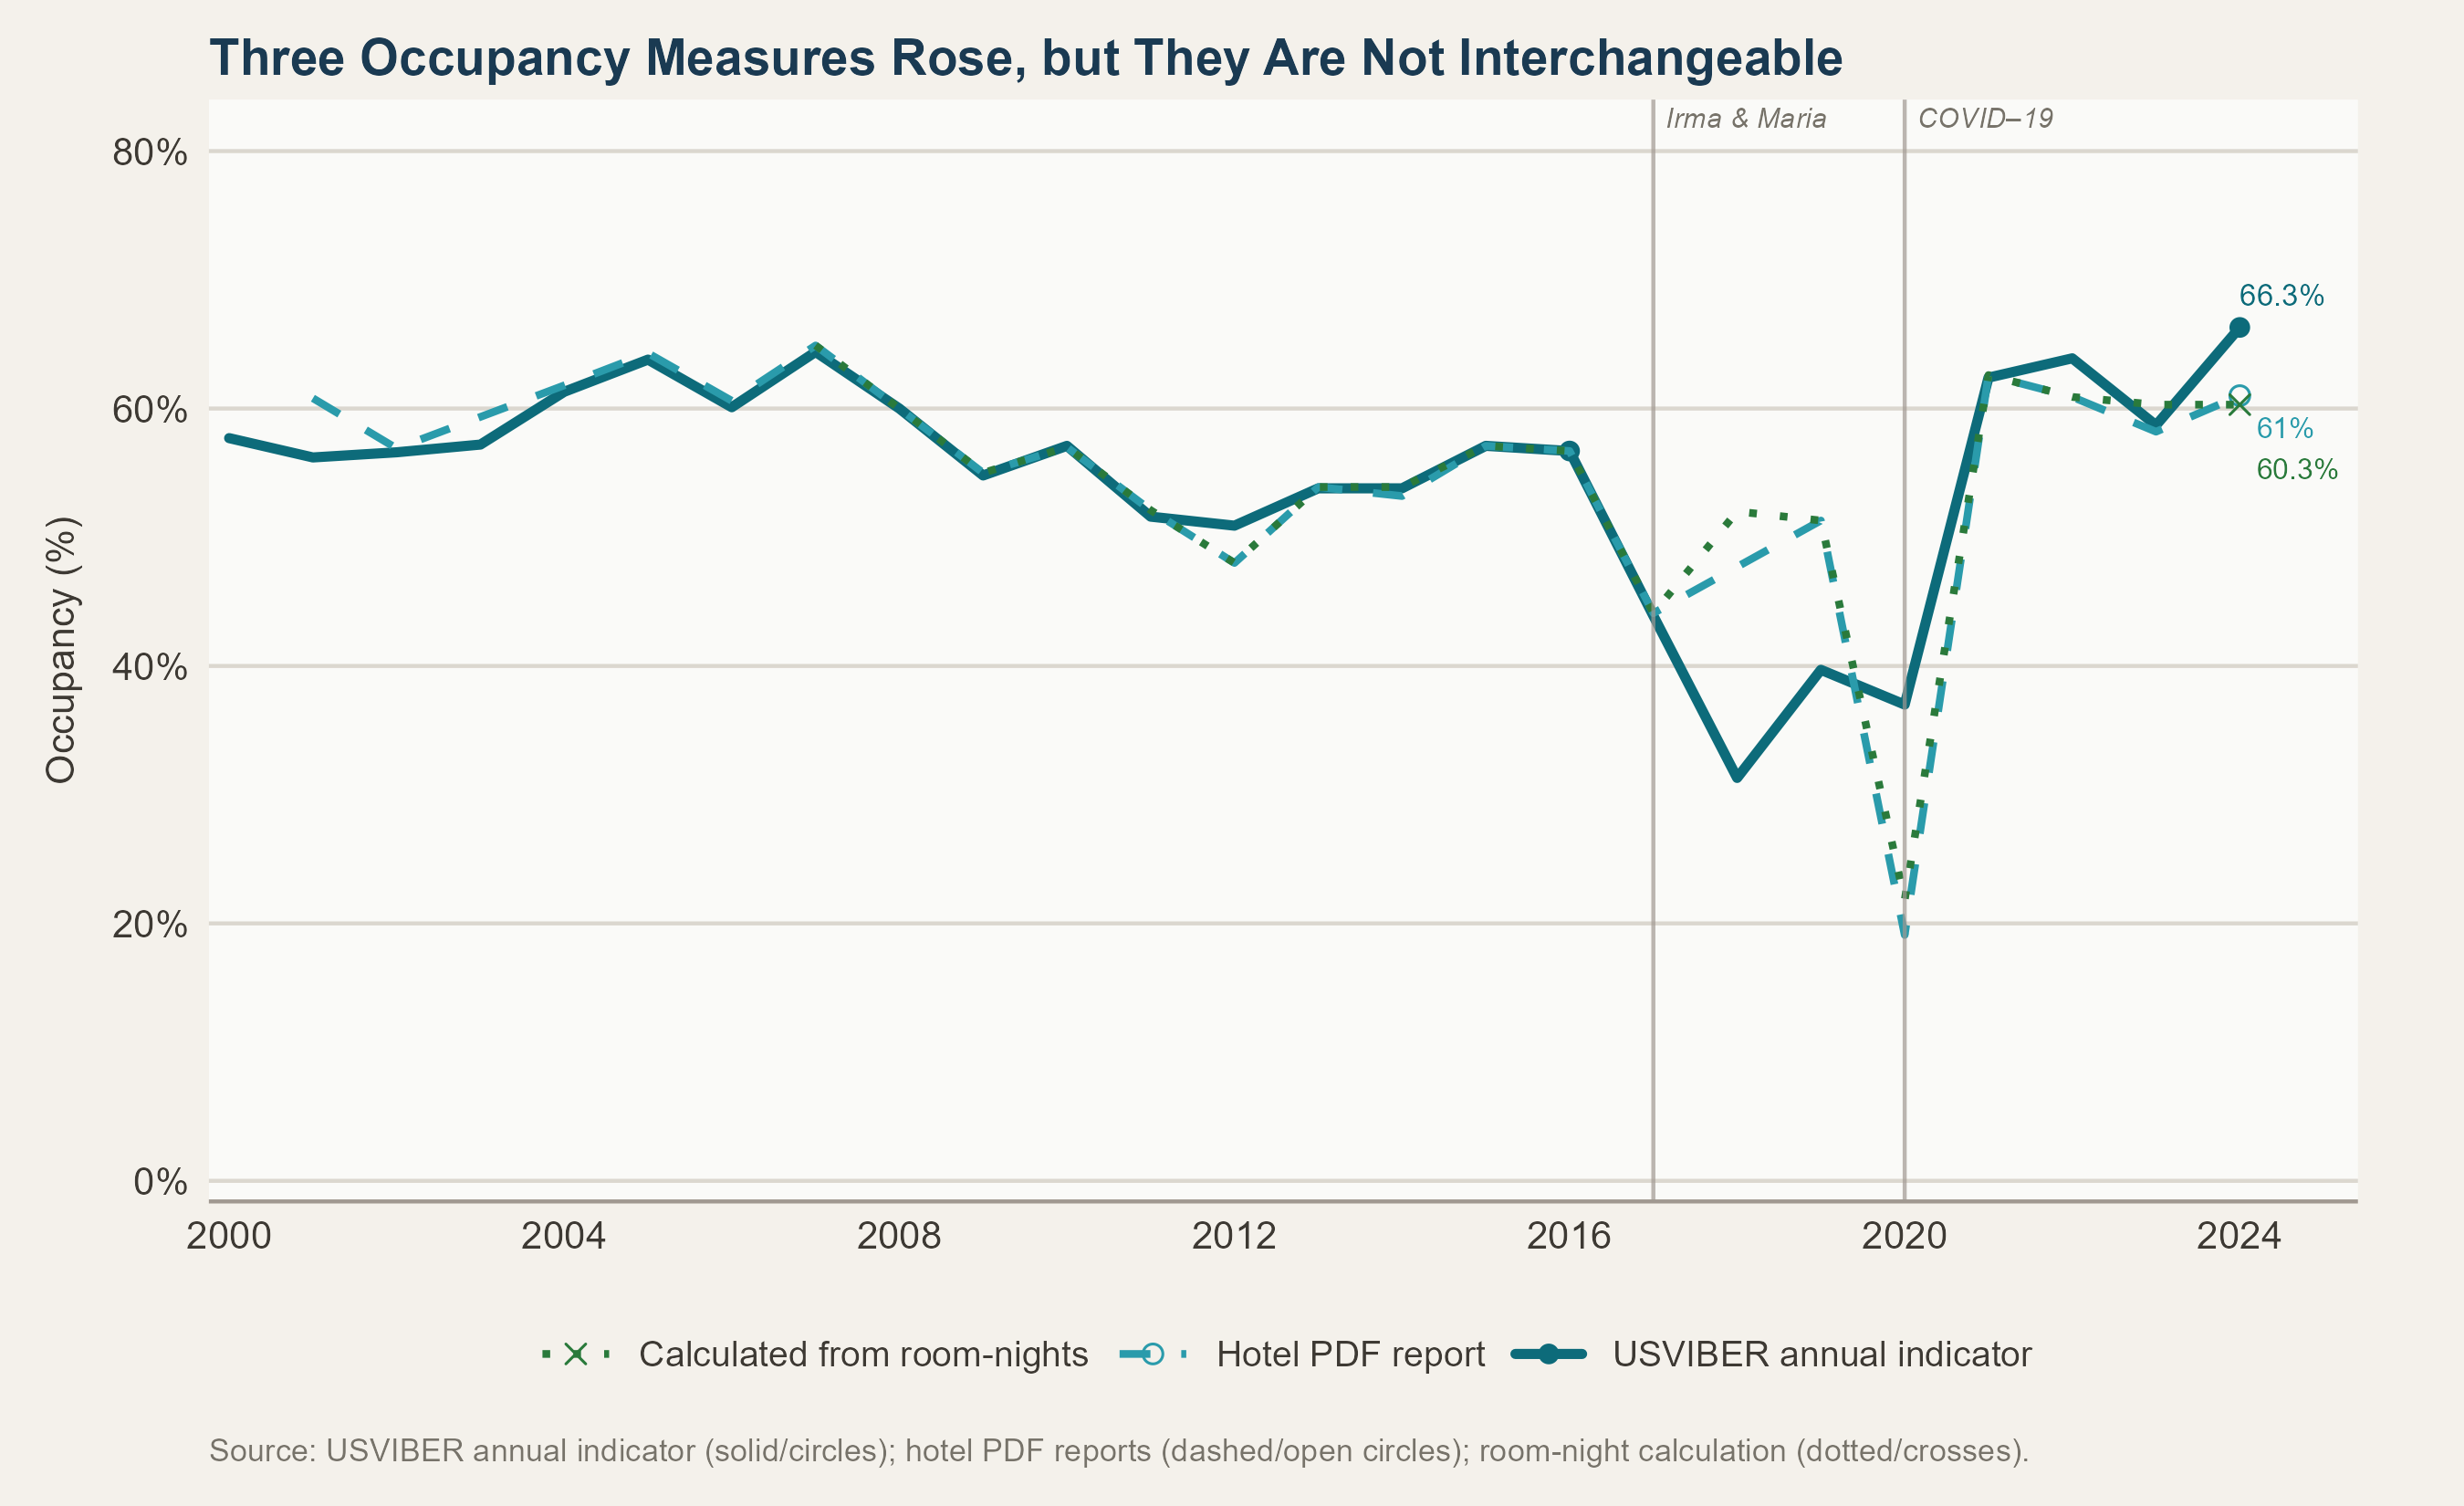 Three Occupancy Measures Rose, but They Are Not Interchangeable
Irma & Maria
COVID–19
80%
60%
40%
20%
0%
Occupancy (%)
66.3%
61%
60.3%
2000 2004 2008 2012 2016 2020 2024
Calculated from room-nights Hotel PDF report USVIBER annual indicator
Source: USVIBER annual indicator (solid/circles); hotel PDF reports (dashed/open circles); room-night calculation (dotted/crosses).